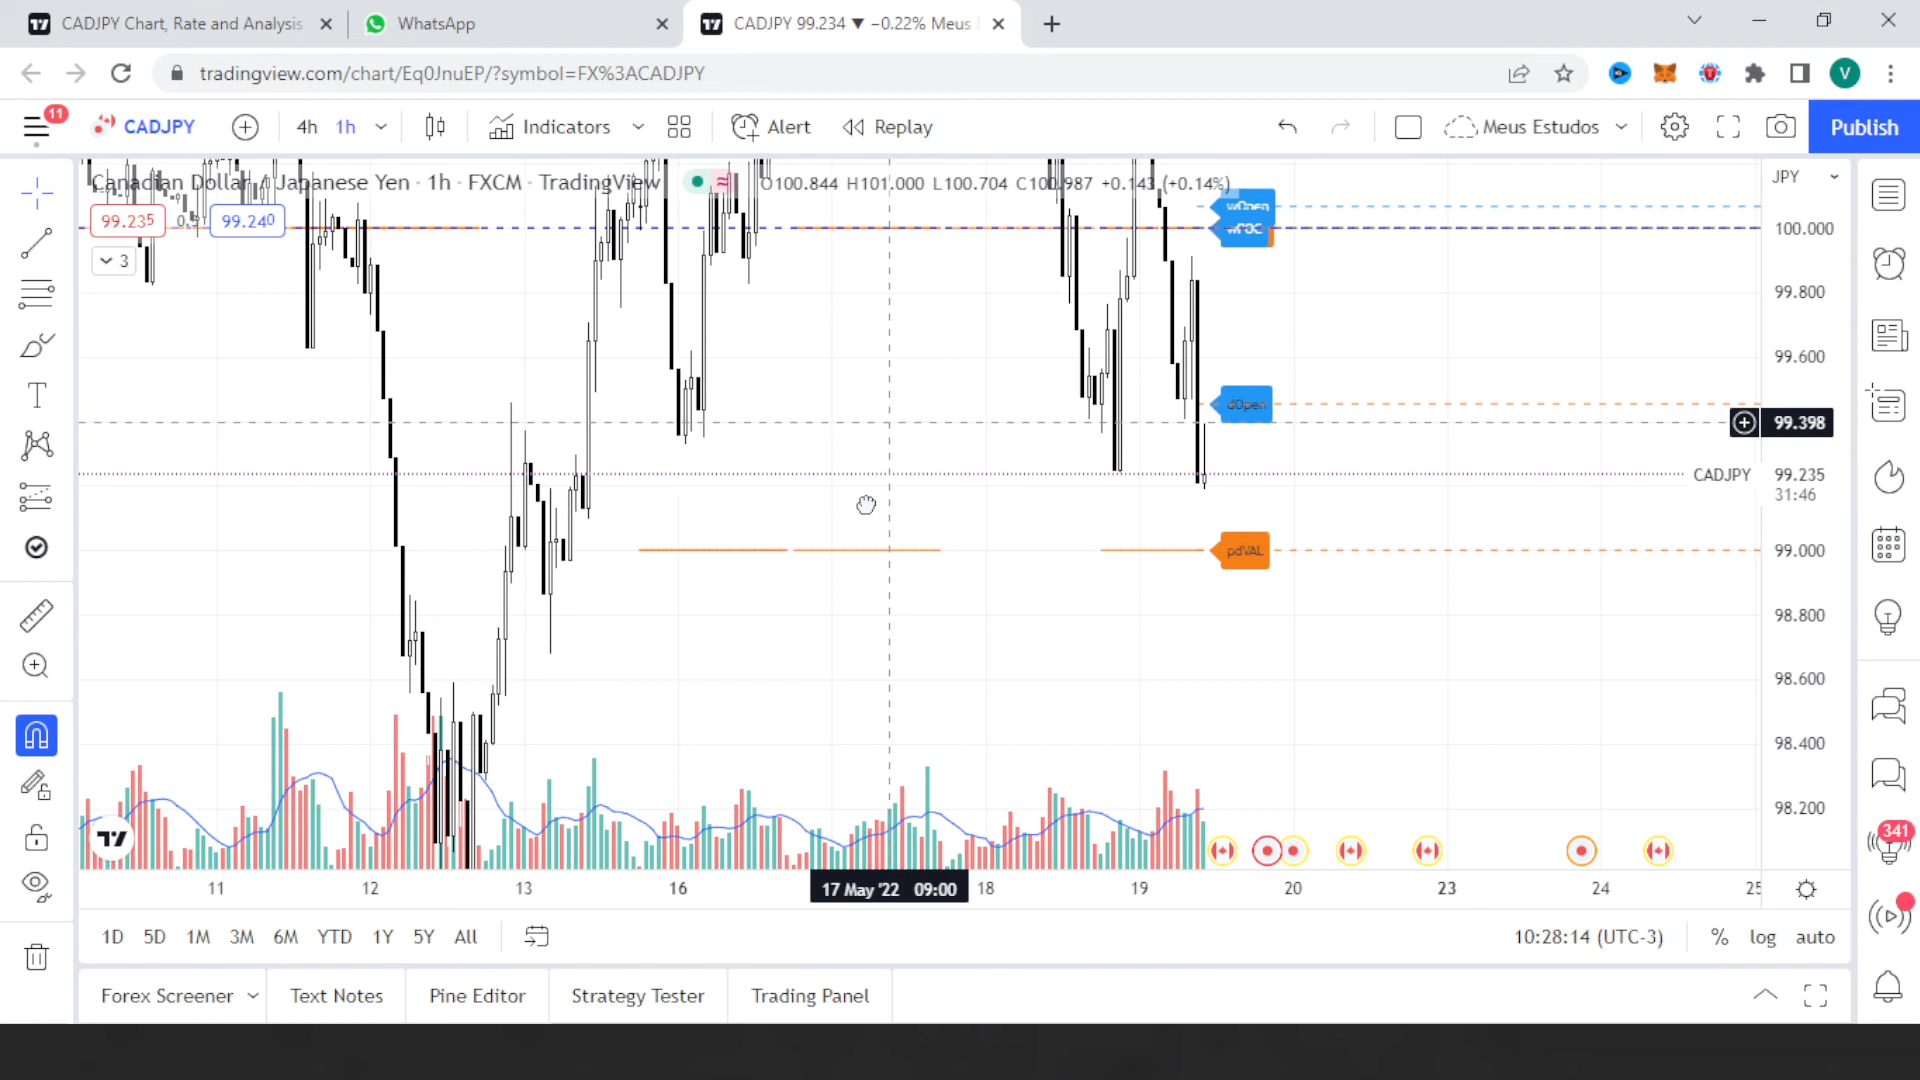 CADJPY Chart, Rate and Analysis
WhatsApp
CADJPY 99.234 ▼ −0.22% Meus
tradingview.com/chart/Eq0JnuEP/?symbol=FX%3ACADJPY
V
11
CADJPY
4h 1h
Indicators
Alert
Replay
Meus Estudos
Publish
Canadian Dollar / Japanese Yen · 1h · FXCM · TradingView
O100.844 H101.000 L100.704 C100.987 +0.143 (+0.14%)
JPY
99.235
99.240
3
wOpen
100.000
99.800
99.600
dOpen
99.398
CADJPY 99.235
31:46
pdVAL
99.000
98.800
98.600
98.400
98.200
341
11 12 13 16 17 May '22 09:00 18 19 20 23 24
1D 5D 1M 3M 6M YTD 1Y 5Y All
10:28:14 (UTC-3) % log auto
Forex Screener Text Notes Pine Editor Strategy Tester Trading Panel